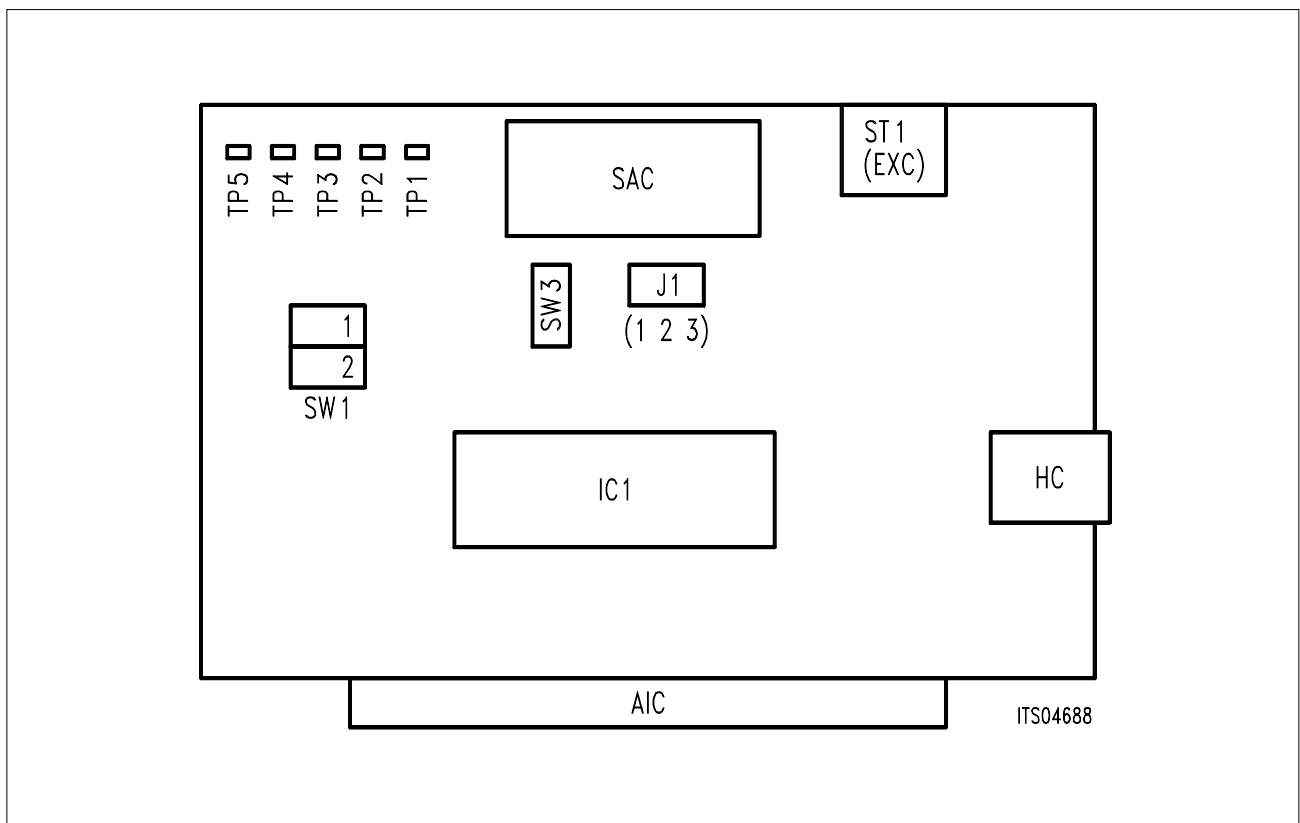 ST1
(EXC)
SAC
TP5
TP4
TP3
TP2
TP1
SW3
J1
(1 2 3)
1
2
SW1
IC1
HC
AIC
ITS04688